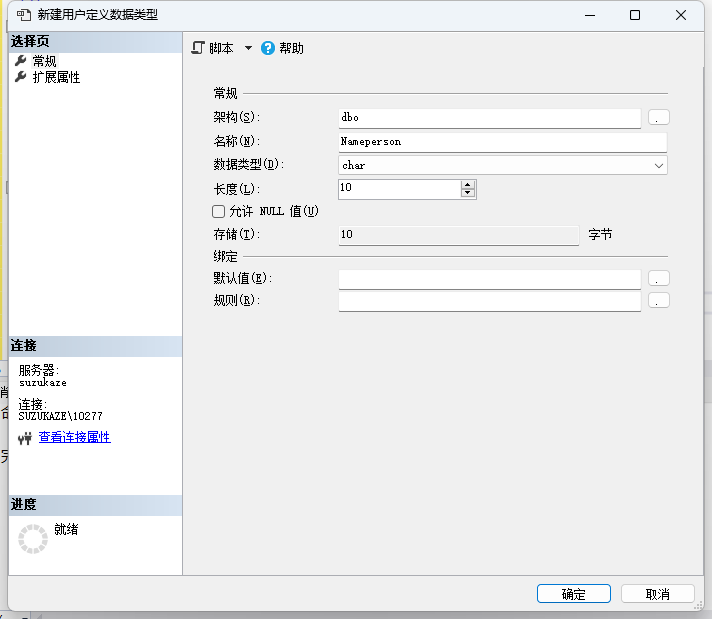 新建用户定义数据类型
选择页
常规
扩展属性
脚本
帮助
常规
架构(S):
dbo
.
名称(N):
Nameperson
数据类型(D):
char
长度(L):
10
允许 NULL 值(U)
存储(T):
10
字节
绑定
默认值(E):
.
规则(R):
.
连接
服务器:
suzukaze
连接:
SUZUKAZE\10277
查看连接属性
进度
就绪
确定
取消